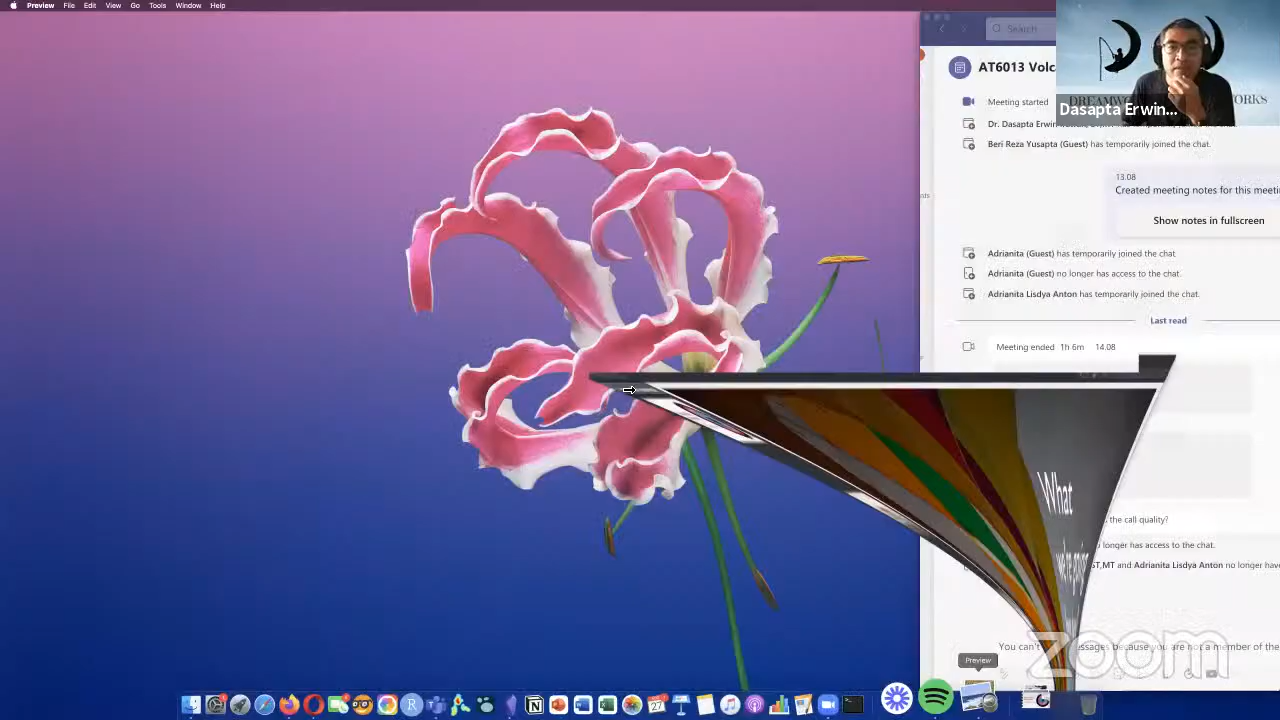 Preview File Edit View Go Tools Window Help
Search
AT6013 Volc
Meeting started
Dr. Dasapta Erwin
Beri Reza Yusapta (Guest) has temporarily joined the chat.
13.08
Created meeting notes for this meeti
Show notes in fullscreen
Adrianita (Guest) has temporarily joined the chat.
Adrianita (Guest) no longer has access to the chat.
Adrianita Lisdya Anton has temporarily joined the chat.
Last read
Meeting ended 1h 6m 14.08
the call quality?
longer has access to the chat.
ST,MT and Adrianita Lisdya Anton no longer have
You can't essages because you are not a member of the
Dasapta Erwin...
What
zoom
Preview
27